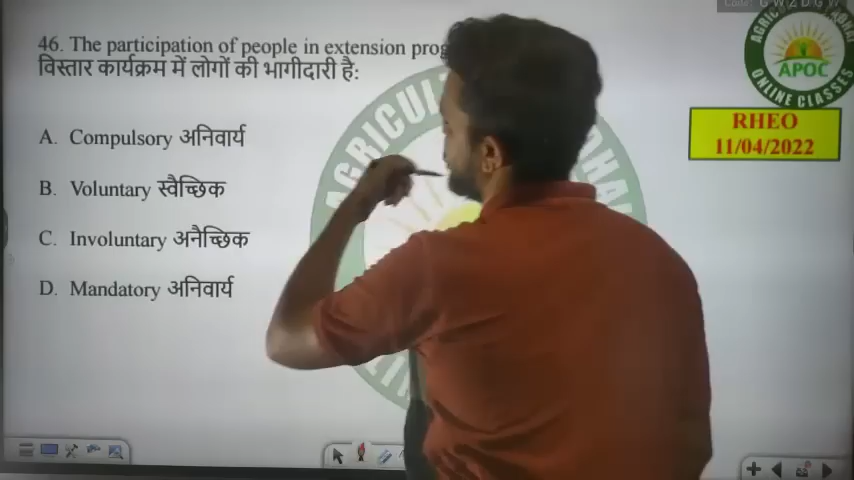 46. The participation of people in extension prog
विस्तार कार्यक्रम में लोगों की भागीदारी है:
A. Compulsory अनिवार्य
B. Voluntary स्वैच्छिक
C. Involuntary अनैच्छिक
D. Mandatory अनिवार्य
APOC
ONLINE CLASSES
RHEO
11/04/2022
AGRICUL